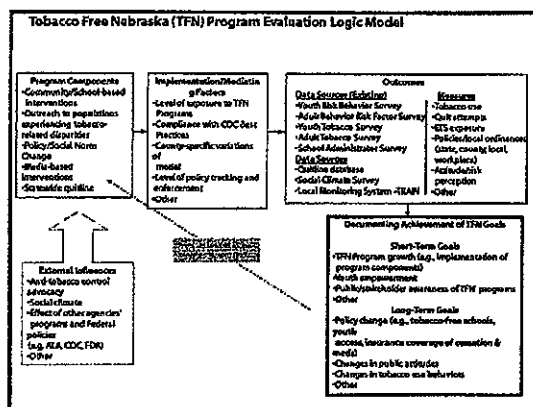 Tobacco Free Nebraska (TFN) Program Evaluation Logic Model
Program Components
•Community/School-based
Interventions
•Outreach to populations
experiencing tobacco-
related disparities
•Policy/Social Norm
Change
•Media-based
Interventions
•Statewide quitline
Implementation/Mediating
Factors
•Level of exposure to TFN
Programs
•Compliance with CDC Best
Practices
•County-specific variations
of
model
•Level of policy tracking and
enforcement
•Other
Outcomes
Data Sources (Existing)
•Youth Risk Behavior Survey
•Adult Behavior Risk Factor Survey
•Youth Tobacco Survey
•Adult Tobacco Survey
•School Administrator Survey
Data Sources
•Quitline database
•Social Climate Survey
•Local Monitoring System -TRAIN
Measures
•Tobacco use
•Quit attempts
•ETS exposure
•Policies/local ordinances
(state, county, local,
workplaces)
•Attitude/risk
perception
•Other
External Influences
•Anti-tobacco control
advocacy
•Social climate
•Effect of other agencies'
programs and Federal
policies
(e.g. ALA, CDC, FDA)
•Other
Documenting Achievement of TFN Goals
Short-Term Goals
•TFN Program growth (e.g., implementation of
program components)
•Youth empowerment
•Public/stakeholder awareness of TFN programs
•Other
Long-Term Goals
•Policy change (e.g., tobacco-free schools,
youth
access, insurance coverage of cessation &
meds)
•Changes in public attitudes
•Changes in tobacco use behaviors
•Other